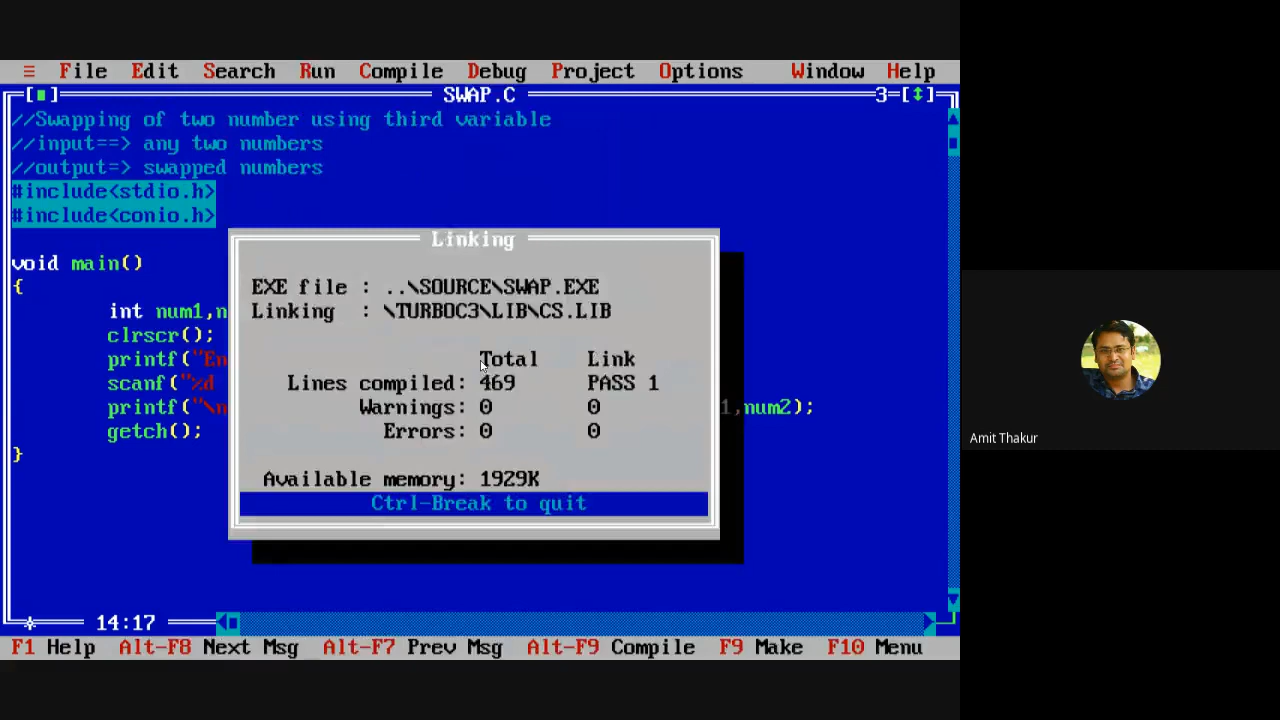 ≡ File Edit Search Run Compile Debug Project Options Window Help
SWAP.C 3
//Swapping of two number using third variable
//input==> any two numbers
//output=> swapped numbers
#include<stdio.h>
#include<conio.h>
void main()
{
int num1,n
clrscr();
printf("En
scanf("%d
printf("\n 1,num2);
getch();
}
Linking
EXE file : ..\SOURCE\SWAP.EXE
Linking : \TURBOC3\LIB\CS.LIB
Total Link
Lines compiled: 469 PASS 1
Warnings: 0 0
Errors: 0 0
Available memory: 1929K
Ctrl-Break to quit
14:17
F1 Help Alt-F8 Next Msg Alt-F7 Prev Msg Alt-F9 Compile F9 Make F10 Menu
Amit Thakur